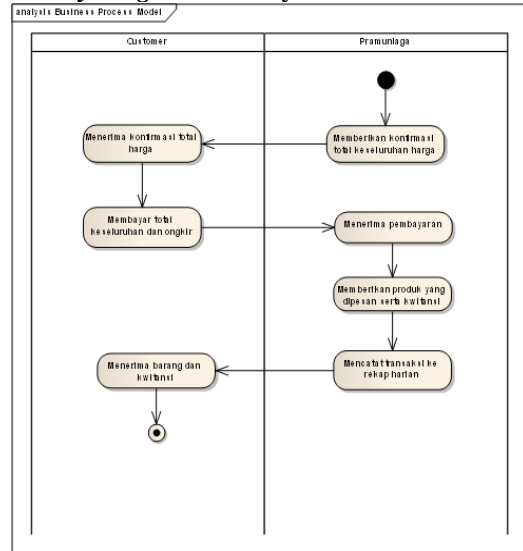 analysis Business Process Model
Customer
Pramuniaga
Menerima konfirmasi total
harga
Memberikan konfirmasi
total keseluruhan harga
Membayar total
keseluruhan dan ongkir
Menerima pembayaran
Memberikan produk yang
dipesan serta kwitansi
Menerima barang dan
kwitansi
Mencatat transaksi ke
rekap harian